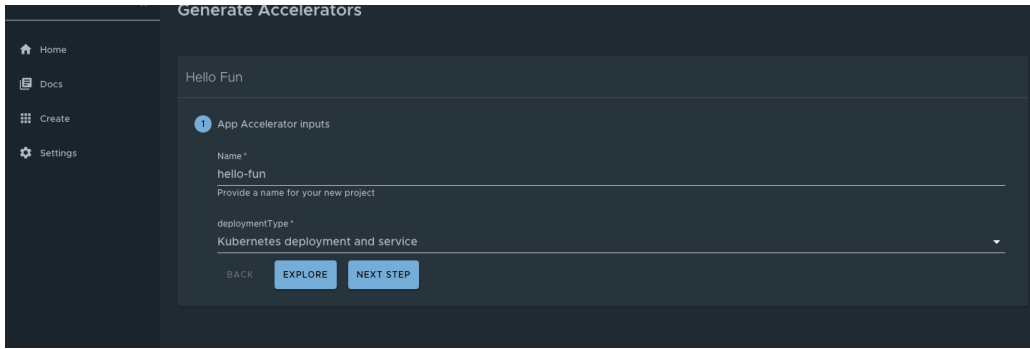 Generate Accelerators
Home
Docs
Create
Settings
Hello Fun
1 App Accelerator inputs
Name *
hello-fun
Provide a name for your new project
deploymentType *
Kubernetes deployment and service
BACK EXPLORE NEXT STEP